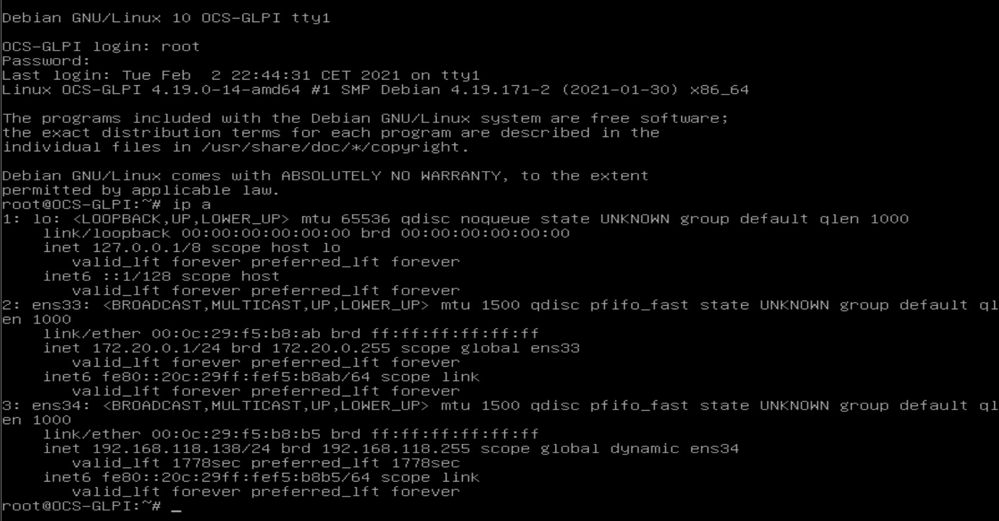 Debian GNU/Linux 10 OCS-GLPI tty1
OCS-GLPI login: root
Password:
Last login: Tue Feb  2 22:44:31 CET 2021 on tty1
Linux OCS-GLPI 4.19.0-14-amd64 #1 SMP Debian 4.19.171-2 (2021-01-30) x86_64
The programs included with the Debian GNU/Linux system are free software;
the exact distribution terms for each program are described in the
individual files in /usr/share/doc/*/copyright.
Debian GNU/Linux comes with ABSOLUTELY NO WARRANTY, to the extent
permitted by applicable law.
root@OCS-GLPI:~# ip a
1: lo: <LOOPBACK,UP,LOWER_UP> mtu 65536 qdisc noqueue state UNKNOWN group default qlen 1000
    link/loopback 00:00:00:00:00:00 brd 00:00:00:00:00:00
    inet 127.0.0.1/8 scope host lo
       valid_lft forever preferred_lft forever
    inet6 ::1/128 scope host
       valid_lft forever preferred_lft forever
2: ens33: <BROADCAST,MULTICAST,UP,LOWER_UP> mtu 1500 qdisc pfifo_fast state UNKNOWN group default ql
en 1000
    link/ether 00:0c:29:f5:b8:ab brd ff:ff:ff:ff:ff:ff
    inet 172.20.0.1/24 brd 172.20.0.255 scope global ens33
       valid_lft forever preferred_lft forever
    inet6 fe80::20c:29ff:fef5:b8ab/64 scope link
       valid_lft forever preferred_lft forever
3: ens34: <BROADCAST,MULTICAST,UP,LOWER_UP> mtu 1500 qdisc pfifo_fast state UNKNOWN group default ql
en 1000
    link/ether 00:0c:29:f5:b8:b5 brd ff:ff:ff:ff:ff:ff
    inet 192.168.118.138/24 brd 192.168.118.255 scope global dynamic ens34
       valid_lft 1778sec preferred_lft 1778sec
    inet6 fe80::20c:29ff:fef5:b8b5/64 scope link
       valid_lft forever preferred_lft forever
root@OCS-GLPI:~# _